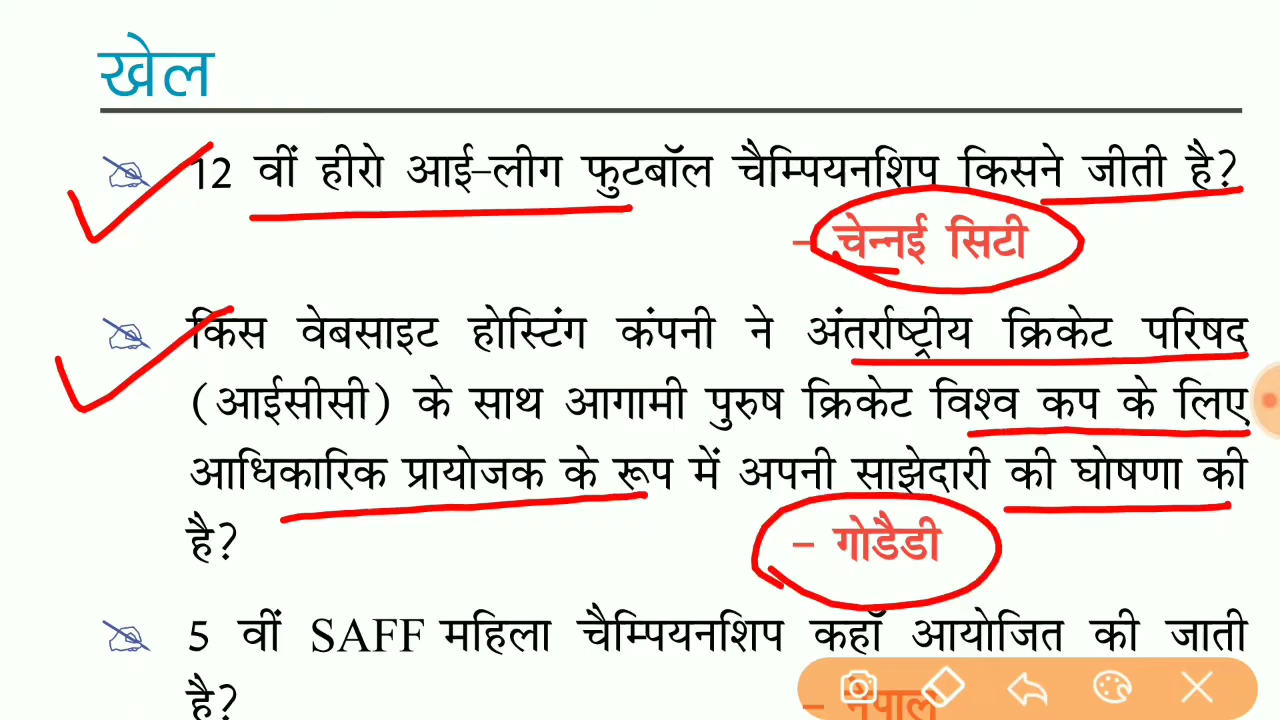 खेल
12 वीं हीरो आई-लीग फुटबॉल चैम्पियनशिप किसने जीती है?
- चेन्नई सिटी
किस वेबसाइट होस्टिंग कंपनी ने अंतर्राष्ट्रीय क्रिकेट परिषद
(आईसीसी) के साथ आगामी पुरुष क्रिकेट विश्व कप के लिए
आधिकारिक प्रायोजक के रूप में अपनी साझेदारी की घोषणा की
है?
- गोडैडी
5 वीं SAFF महिला चैम्पियनशिप कहाँ आयोजित की जाती
है?
- नेपाल